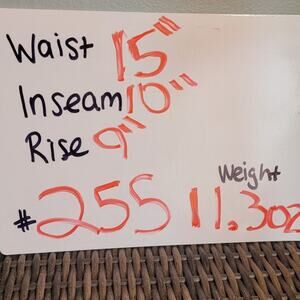 Waist 15"
Inseam 10"
Rise 9"
Weight
#255 11.3oz